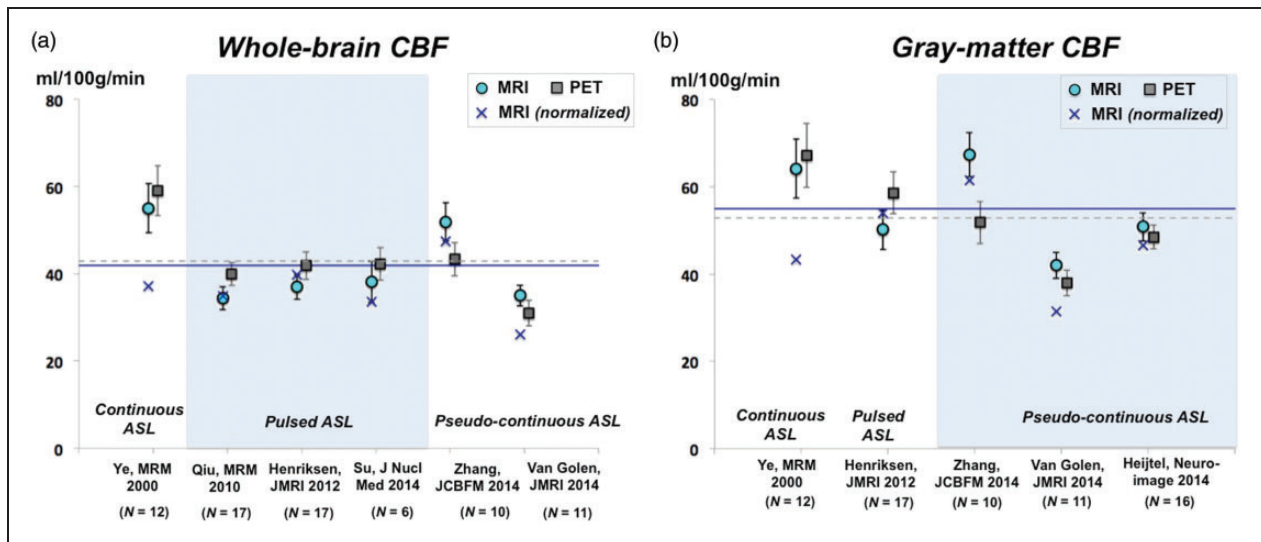 (a)
Whole-brain CBF
ml/100g/min
MRI PET
MRI (normalized)
80
60
40
20
0
Continuous
ASL
Pulsed ASL
Pseudo-continuous ASL
Ye, MRM
2000
(N = 12)
Qiu, MRM
2010
(N = 17)
Henriksen,
JMRI 2012
(N = 17)
Su, J Nucl
Med 2014
(N = 6)
Zhang,
JCBFM 2014
(N = 10)
Van Golen,
JMRI 2014
(N = 11)
(b)
Gray-matter CBF
ml/100g/min
MRI PET
MRI (normalized)
80
60
40
20
0
Continuous
ASL
Pulsed
ASL
Pseudo-continuous ASL
Ye, MRM
2000
(N = 12)
Henriksen,
JMRI 2012
(N = 17)
Zhang,
JCBFM 2014
(N = 10)
Van Golen,
JMRI 2014
(N = 11)
Heijtel, Neuro-
image 2014
(N = 16)